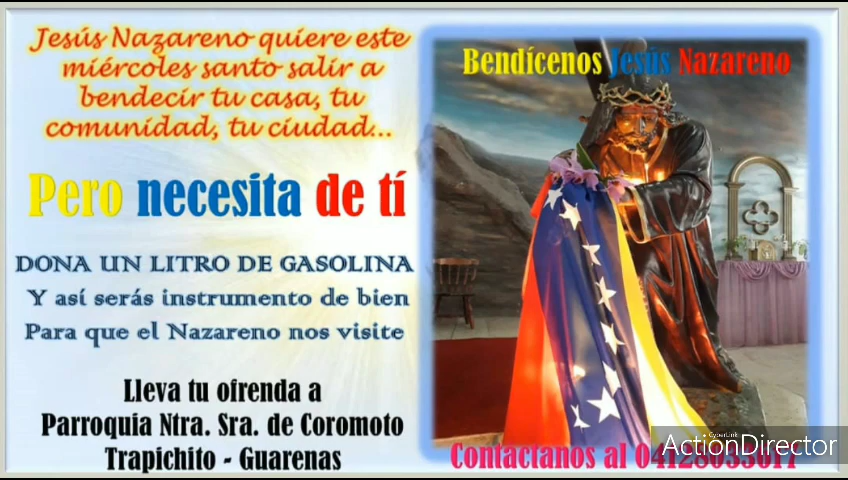 Jesús Nazareno quiere este
miércoles santo salir a
bendecir tu casa, tu
comunidad, tu ciudad...
Pero necesita de tí
DONA UN LITRO DE GASOLINA
Y así serás instrumento de bien
Para que el Nazareno nos visite
Lleva tu ofrenda a
Parroquia Ntra. Sra. de Coromoto
Trapichito - Guarenas
Bendícenos Jesús Nazareno
Contactanos al
CyberLink
ActionDirector